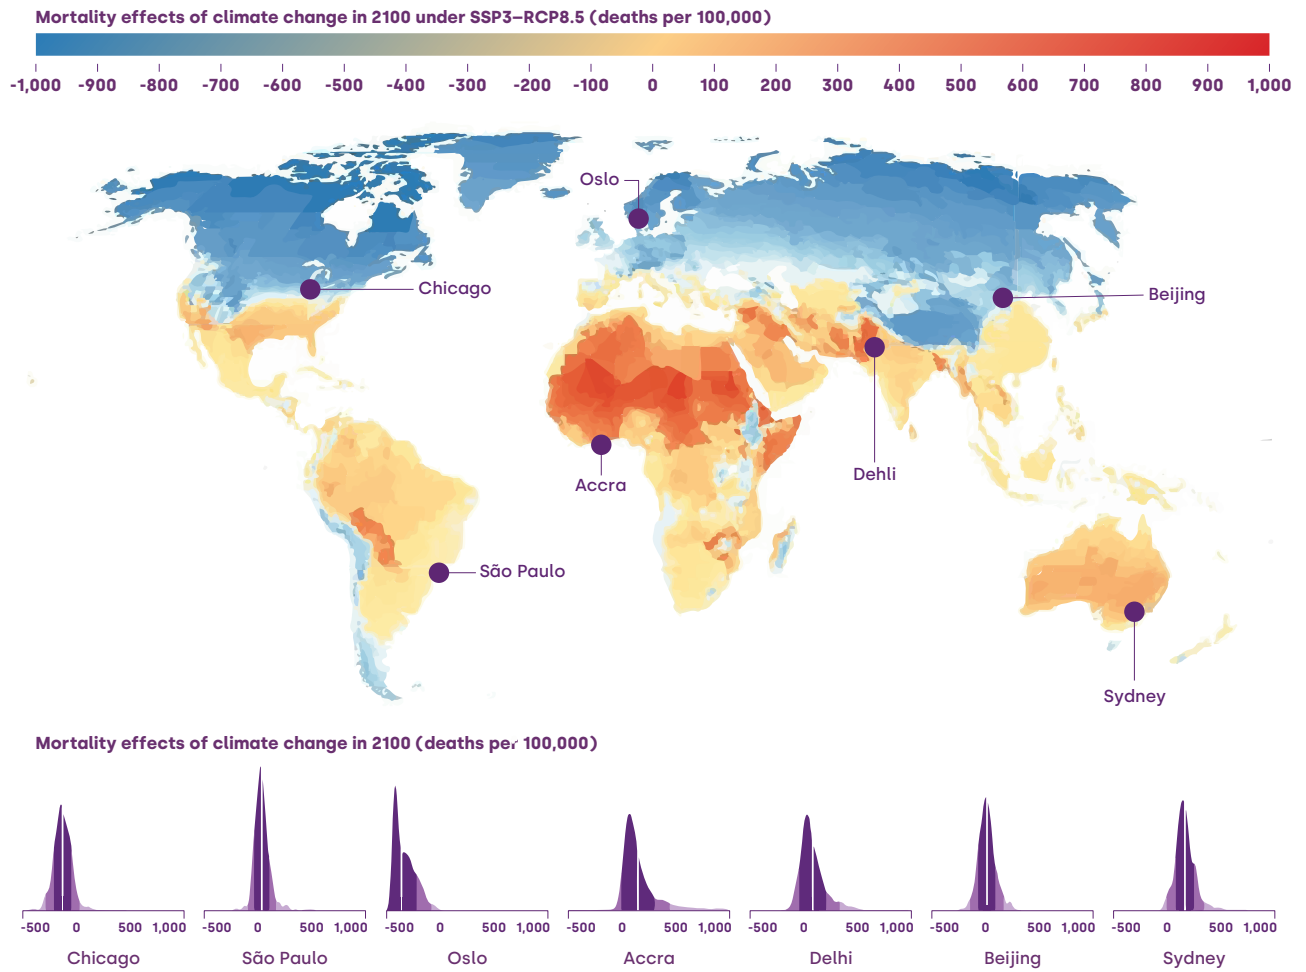 Mortality effects of climate change in 2100 under SSP3–RCP8.5 (deaths per 100,000)
-1,000 -900 -800 -700 -600 -500 -400 -300 -200 -100 0 100 200 300 400 500 600 700 800 900 1,000
Oslo
Chicago
Beijing
Dehli
Accra
São Paulo
Sydney
Mortality effects of climate change in 2100 (deaths per 100,000)
-500 0 500 1,000 -500 0 500 1,000 -500 0 500 1,000 -500 0 500 1,000 -500 0 500 1,000 -500 0 500 1,000 -500 0 500 1,000
Chicago São Paulo Oslo Accra Delhi Beijing Sydney